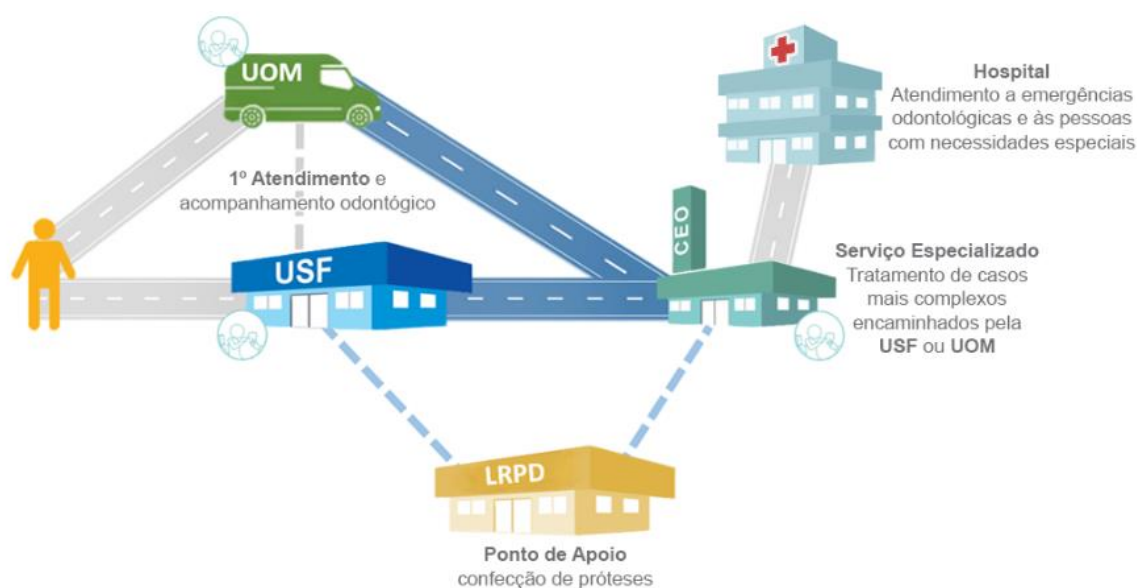 UOM
1º Atendimento e
acompanhamento odontógico
USF
Hospital
Atendimento a emergências
odontológicas e às pessoas
com necessidades especiais
CEO
Serviço Especializado
Tratamento de casos
mais complexos
encaminhados pela
USF ou UOM
LRPD
Ponto de Apoio
confecção de próteses